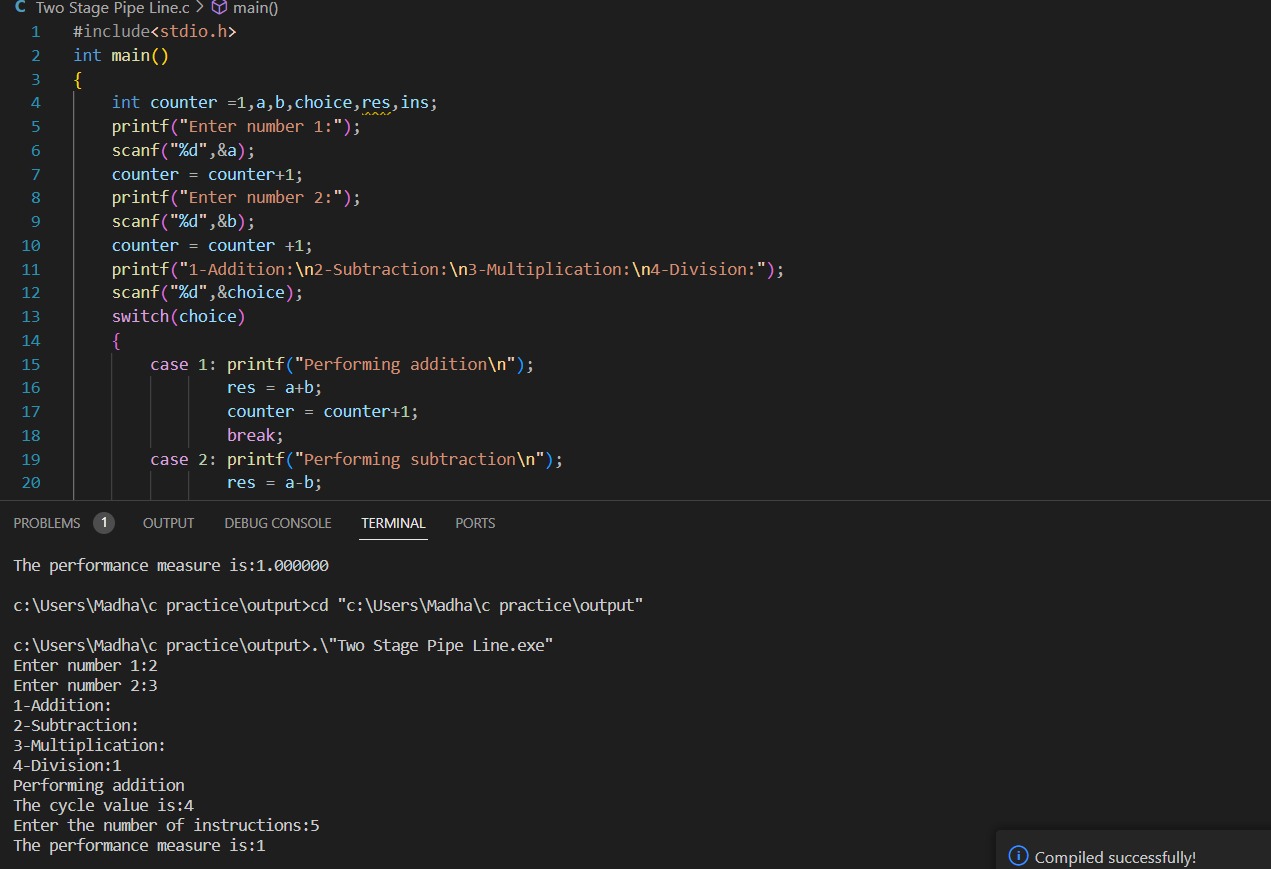 C Two Stage Pipe Line.c > main()
1 #include<stdio.h>
2 int main()
3 {
4 int counter =1,a,b,choice,res,ins;
5 printf("Enter number 1:");
6 scanf("%d",&a);
7 counter = counter+1;
8 printf("Enter number 2:");
9 scanf("%d",&b);
10 counter = counter +1;
11 printf("1-Addition:\n2-Subtraction:\n3-Multiplication:\n4-Division:");
12 scanf("%d",&choice);
13 switch(choice)
14 {
15 case 1: printf("Performing addition\n");
16 res = a+b;
17 counter = counter+1;
18 break;
19 case 2: printf("Performing subtraction\n");
20 res = a-b;
PROBLEMS 1 OUTPUT DEBUG CONSOLE TERMINAL PORTS
The performance measure is:1.000000
c:\Users\Madha\c practice\output>cd "c:\Users\Madha\c practice\output"
c:\Users\Madha\c practice\output>.\"Two Stage Pipe Line.exe"
Enter number 1:2
Enter number 2:3
1-Addition:
2-Subtraction:
3-Multiplication:
4-Division:1
Performing addition
The cycle value is:4
Enter the number of instructions:5
The performance measure is:1
Compiled successfully!